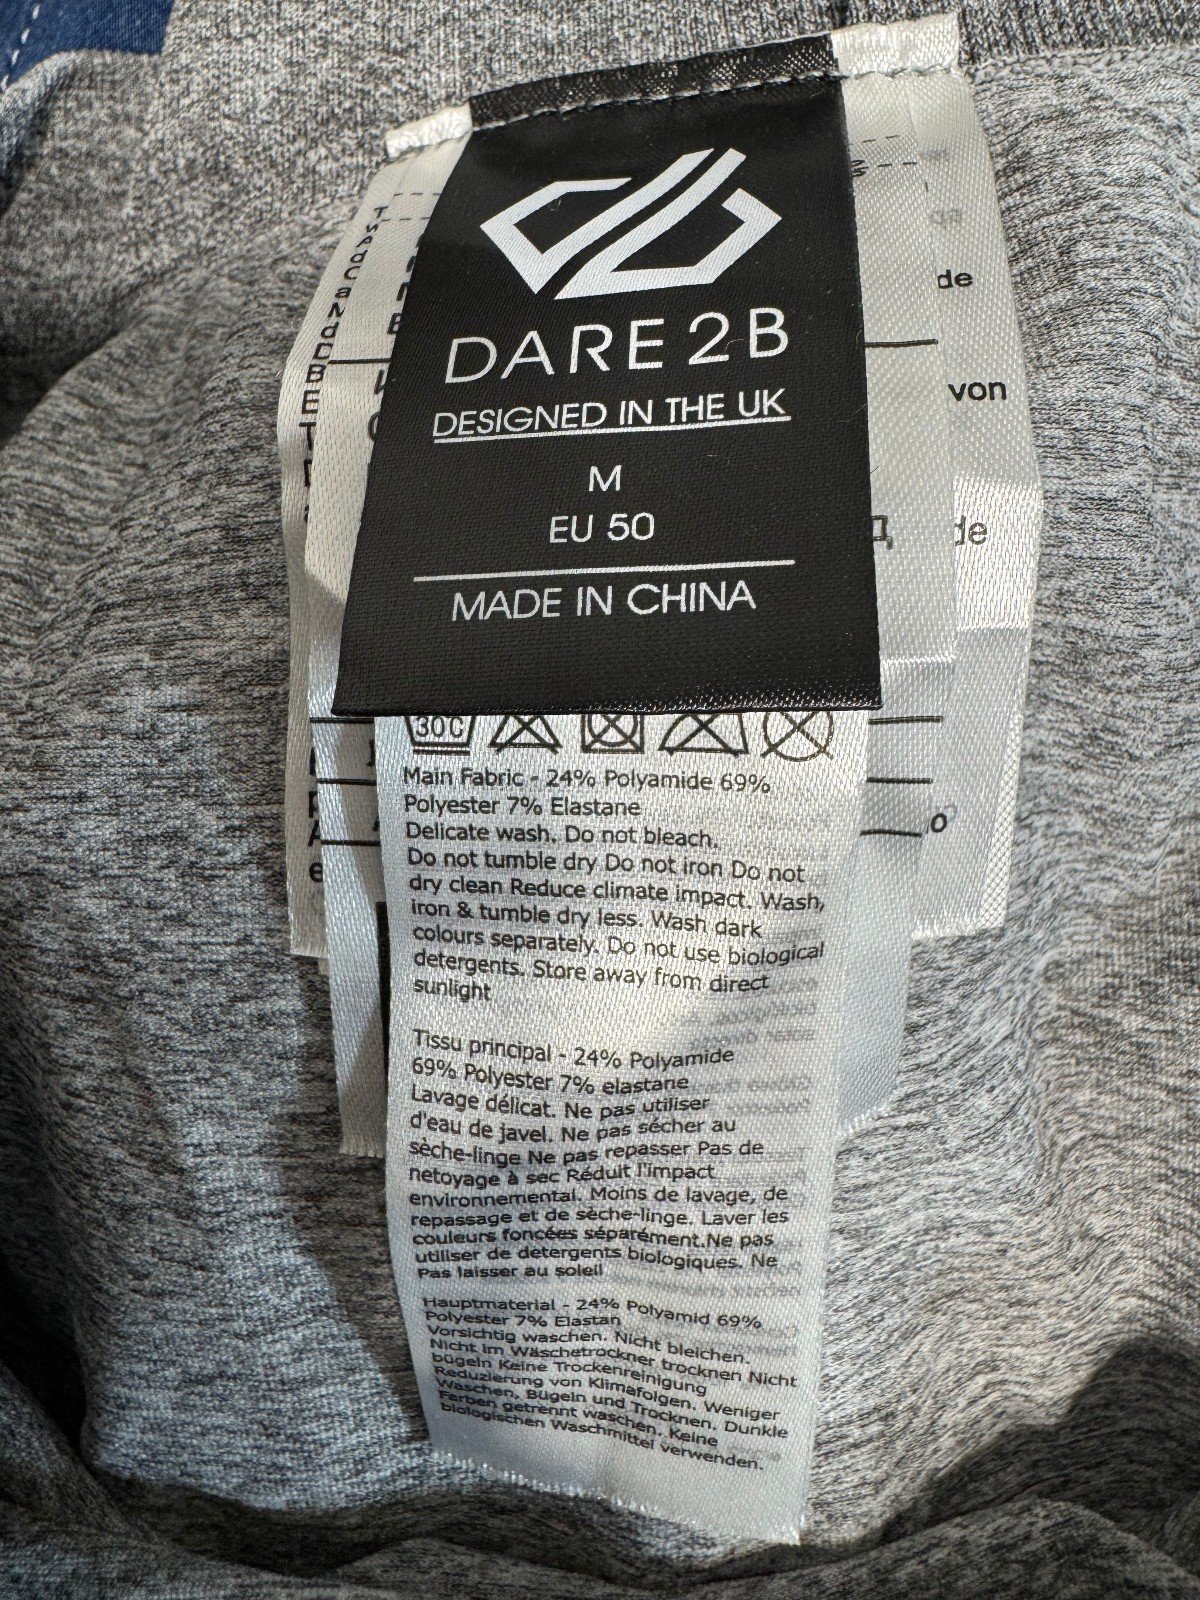 DARE 2B
DESIGNED IN THE UK
M
EU 50
MADE IN CHINA
de
von
de
30C
Main Fabric - 24% Polyamide 69%
Polyester 7% Elastane
Delicate wash. Do not bleach.
Do not tumble dry Do not iron Do not
dry clean Reduce climate impact. Wash,
iron & tumble dry less. Wash dark
colours separately. Do not use biological
detergents. Store away from direct
sunlight
Tissu principal - 24% Polyamide
69% Polyester 7% elastane
Lavage délicat. Ne pas utiliser
d'eau de javel. Ne pas sécher au
sèche-linge Ne pas repasser Pas de
netoyage à sec Réduit l'impact
environnemental. Moins de lavage, de
repassage et de sèche-linge. Laver les
couleurs foncées séparément.Ne pas
utiliser de detergents biologiques. Ne
Pas laisser au soleil
Hauptmaterial - 24% Polyamid 69%
Polyester 7% Elastan
Vorsichtig waschen. Nicht bleichen.
Nicht im Wäschetrockner trocknen Nicht
bügeln Keine Trockenreinigung
Reduzierung von Klimafolgen. Weniger
Waschen, Bügeln und Trocknen. Dunkle
Farben getrennt waschen. Keine
biologischen Waschmittel verwenden.